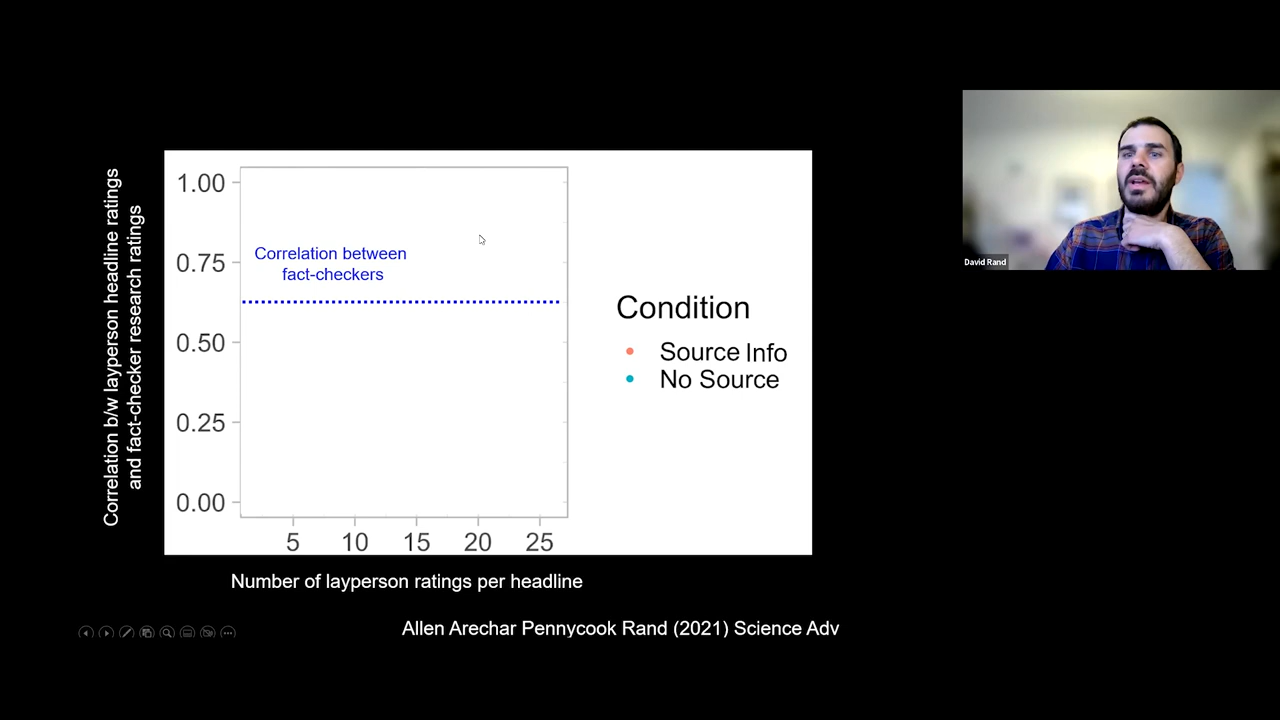 Correlation b/w layperson headline ratings
and fact-checker research ratings
1.00
0.75
0.50
0.25
0.00
Correlation between
fact-checkers
5 10 15 20 25
Number of layperson ratings per headline
Condition
Source Info
No Source
Allen Arechar Pennycook Rand (2021) Science Adv
David Rand